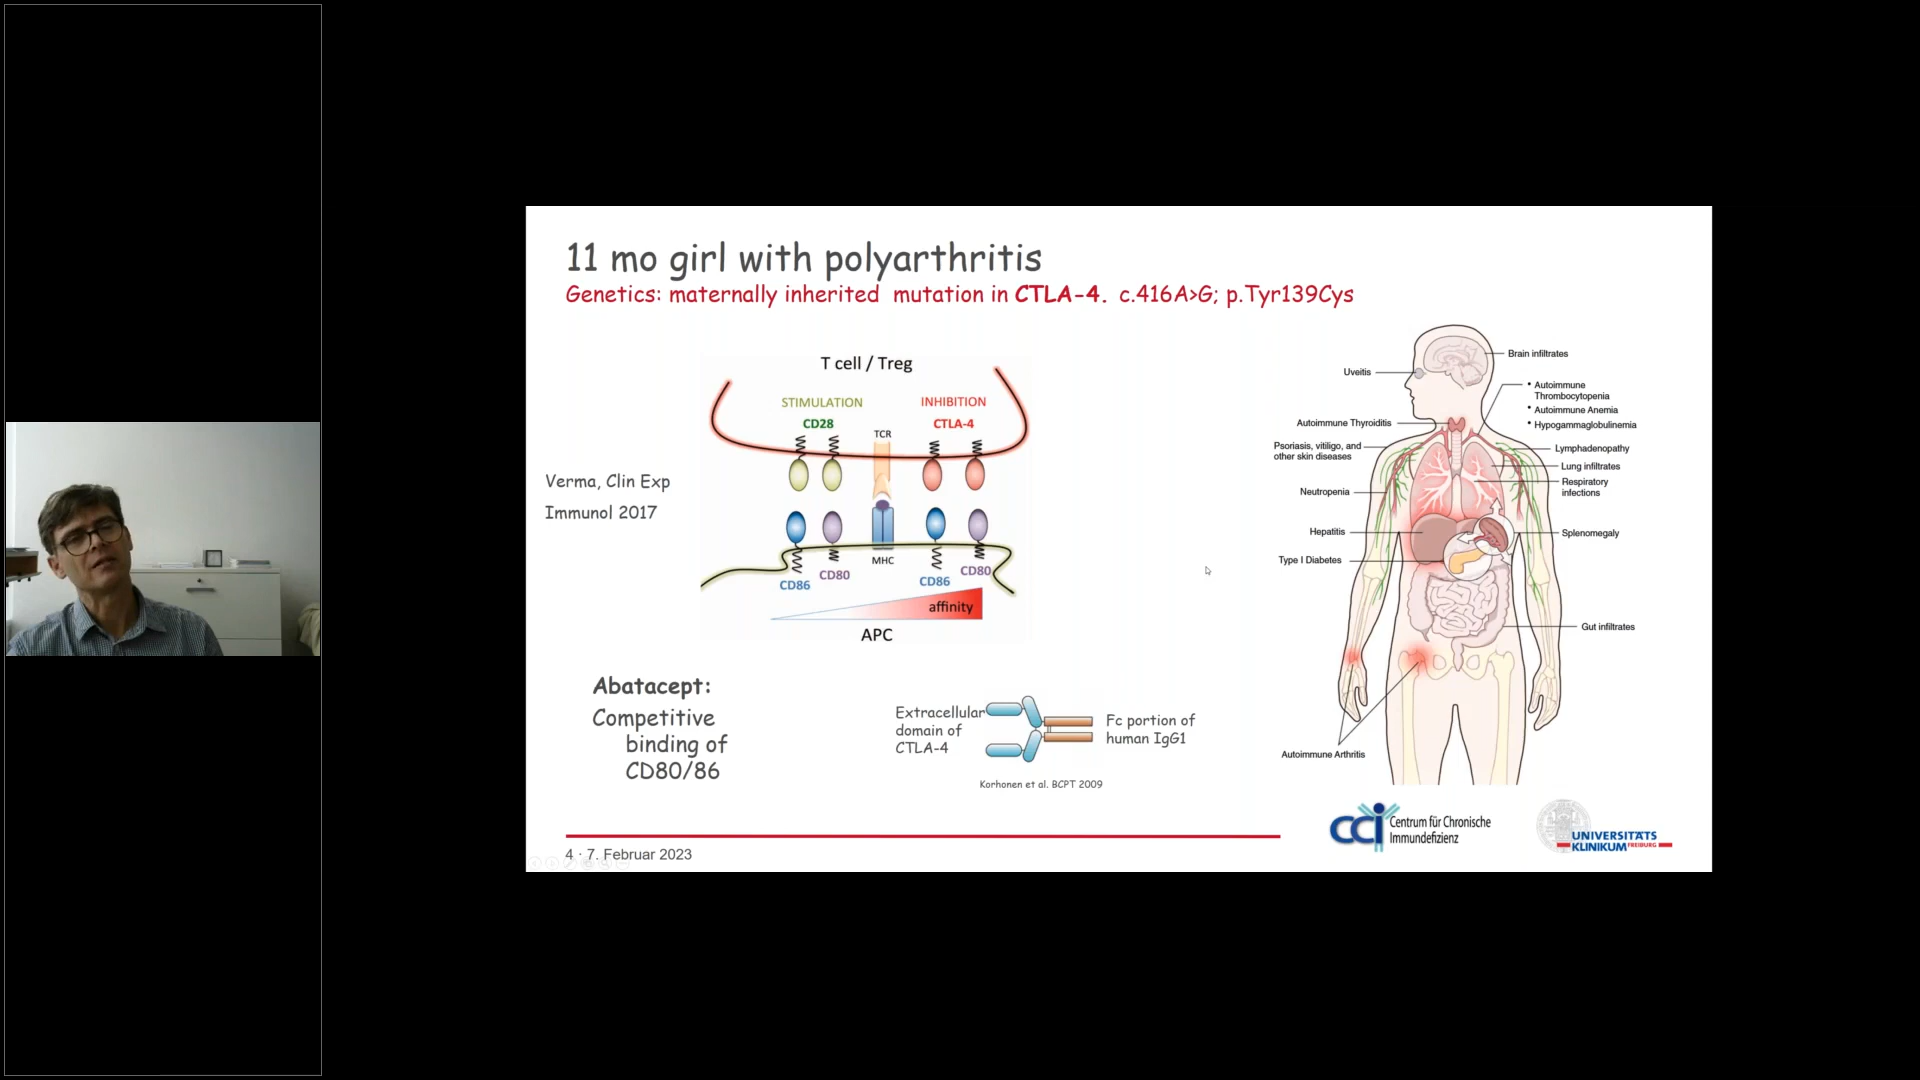 11 mo girl with polyarthritis
Genetics: maternally inherited mutation in CTLA-4. c.416A>G; p.Tyr139Cys
T cell / Treg
STIMULATION
INHIBITION
CD28
CTLA-4
TCR
Verma, Clin Exp
Immunol 2017
MHC
CD86
CD80
CD86
CD80
affinity
APC
Abatacept:
Competitive
binding of
CD80/86
Extracellular
domain of
CTLA-4
Fc portion of
human IgG1
Korhonen et al. BCPT 2009
Brain infiltrates
Uveitis
• Autoimmune
Thrombocytopenia
• Autoimmune Anemia
• Hypogammaglobulinemia
Autoimmune Thyroiditis
Psoriasis, vitiligo, and
other skin diseases
Lymphadenopathy
Lung infiltrates
Respiratory
infections
Neutropenia
Hepatitis
Splenomegaly
Type I Diabetes
Gut infiltrates
Autoimmune Arthritis
cci Centrum für Chronische
Immundefizienz
UNIVERSITÄTS
KLINIKUM FREIBURG
4 · 7. Februar 2023